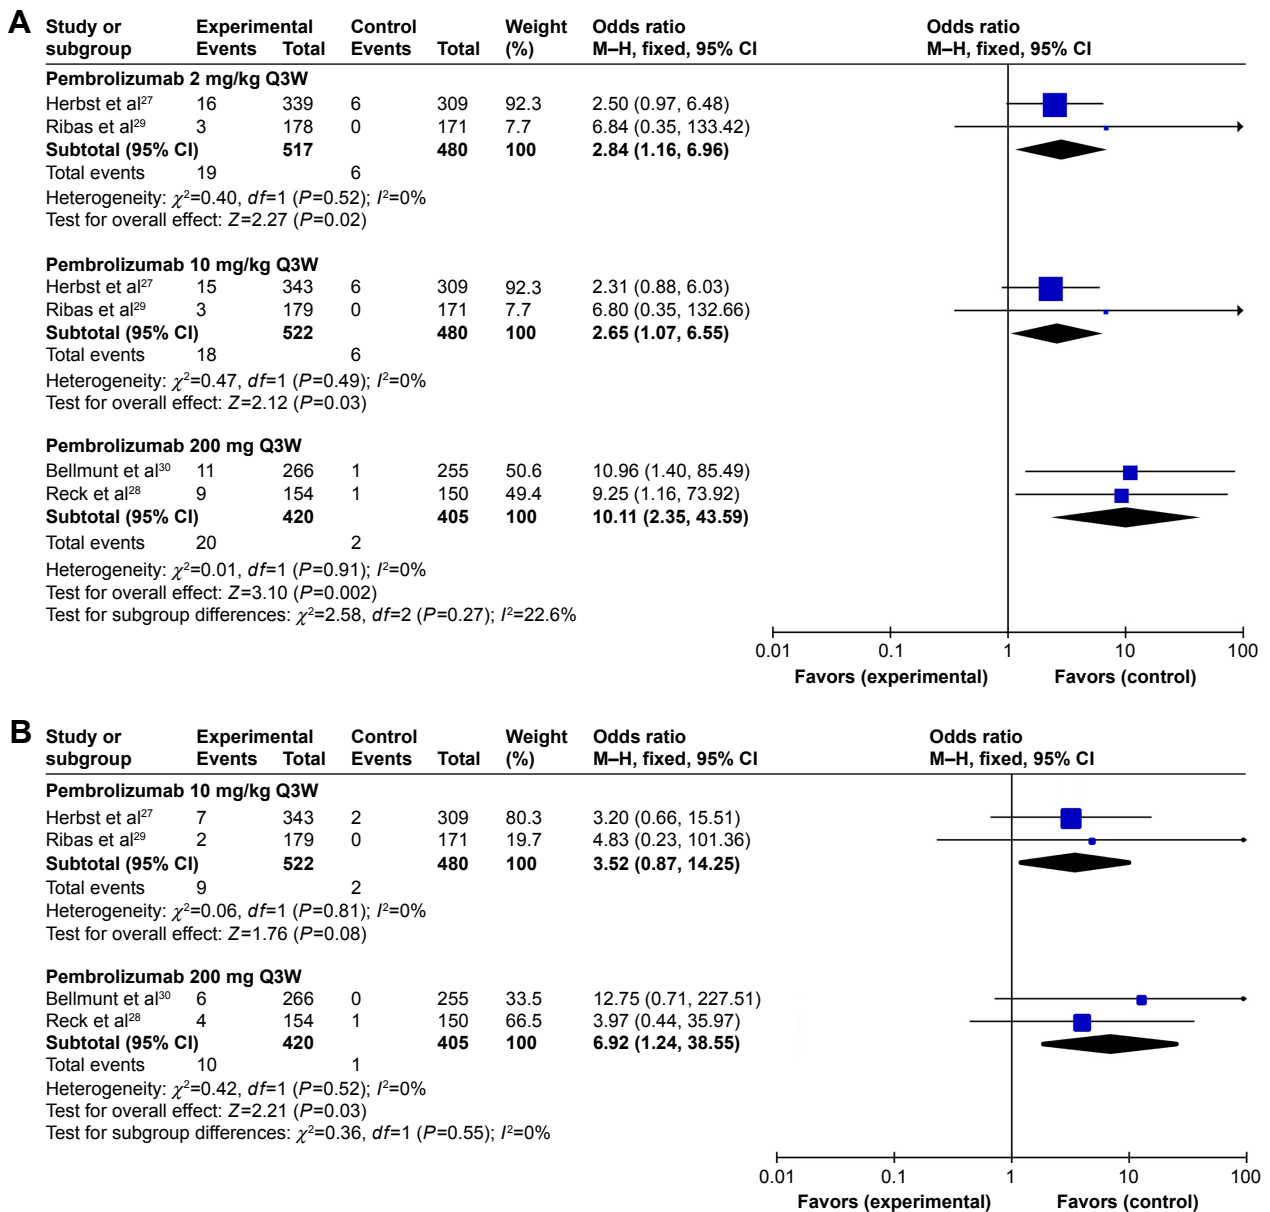 A
Study or Experimental Control Weight Odds ratio Odds ratio
subgroup Events Total Events Total (%) M–H, fixed, 95% CI M–H, fixed, 95% CI
Pembrolizumab 2 mg/kg Q3W
Herbst et al27 16 339 6 309 92.3 2.50 (0.97, 6.48)
Ribas et al29 3 178 0 171 7.7 6.84 (0.35, 133.42)
Subtotal (95% CI) 517 480 100 2.84 (1.16, 6.96)
Total events 19 6
Heterogeneity: χ2=0.40, df=1 (P=0.52); I2=0%
Test for overall effect: Z=2.27 (P=0.02)
Pembrolizumab 10 mg/kg Q3W
Herbst et al27 15 343 6 309 92.3 2.31 (0.88, 6.03)
Ribas et al29 3 179 0 171 7.7 6.80 (0.35, 132.66)
Subtotal (95% CI) 522 480 100 2.65 (1.07, 6.55)
Total events 18 6
Heterogeneity: χ2=0.47, df=1 (P=0.49); I2=0%
Test for overall effect: Z=2.12 (P=0.03)
Pembrolizumab 200 mg Q3W
Bellmunt et al30 11 266 1 255 50.6 10.96 (1.40, 85.49)
Reck et al28 9 154 1 150 49.4 9.25 (1.16, 73.92)
Subtotal (95% CI) 420 405 100 10.11 (2.35, 43.59)
Total events 20 2
Heterogeneity: χ2=0.01, df=1 (P=0.91); I2=0%
Test for overall effect: Z=3.10 (P=0.002)
Test for subgroup differences: χ2=2.58, df=2 (P=0.27); I2=22.6%
0.01 0.1 1 10 100
Favors (experimental) Favors (control)
B
Study or Experimental Control Weight Odds ratio Odds ratio
subgroup Events Total Events Total (%) M–H, fixed, 95% CI M–H, fixed, 95% CI
Pembrolizumab 10 mg/kg Q3W
Herbst et al27 7 343 2 309 80.3 3.20 (0.66, 15.51)
Ribas et al29 2 179 0 171 19.7 4.83 (0.23, 101.36)
Subtotal (95% CI) 522 480 100 3.52 (0.87, 14.25)
Total events 9 2
Heterogeneity: χ2=0.06, df=1 (P=0.81); I2=0%
Test for overall effect: Z=1.76 (P=0.08)
Pembrolizumab 200 mg Q3W
Bellmunt et al30 6 266 0 255 33.5 12.75 (0.71, 227.51)
Reck et al28 4 154 1 150 66.5 3.97 (0.44, 35.97)
Subtotal (95% CI) 420 405 100 6.92 (1.24, 38.55)
Total events 10 1
Heterogeneity: χ2=0.42, df=1 (P=0.52); I2=0%
Test for overall effect: Z=2.21 (P=0.03)
Test for subgroup differences: χ2=0.36, df=1 (P=0.55); I2=0%
0.01 0.1 1 10 100
Favors (experimental) Favors (control)